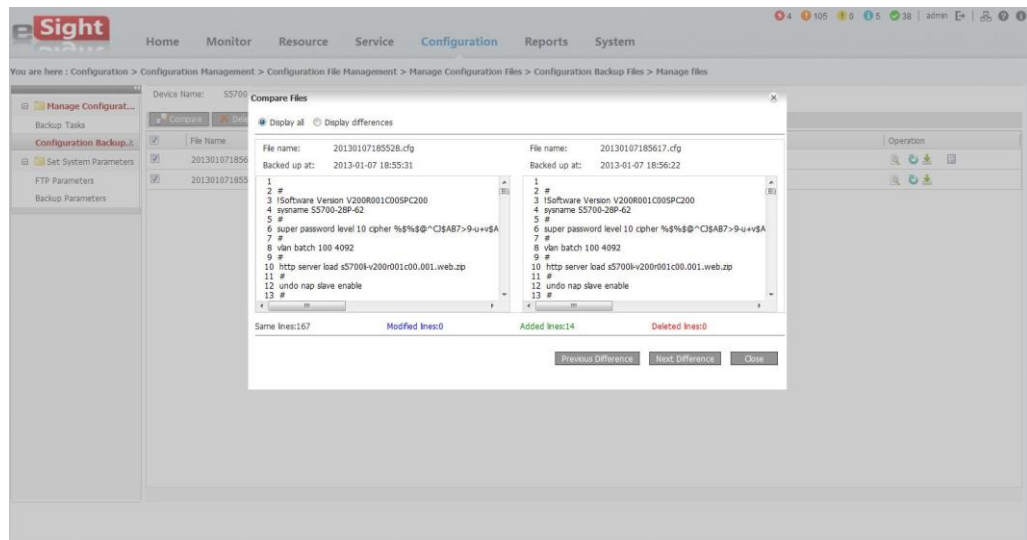 eSight
4 105 0 5 38 | admin
Home Monitor Resource Service Configuration Reports System
You are here : Configuration > Configuration Management > Configuration File Management > Manage Configuration Files > Configuration Backup Files > Manage files
Manage Configurat...
Backup Tasks
Configuration Backup
Set System Parameters
FTP Parameters
Backup Parameters
Device Name: S5700
Compare Dele
File Name Operation
201301071856
201301071855
Compare Files
Display all Display differences
File name: 20130107185528.cfg
Backed up at: 2013-01-07 18:55:31
1
2 #
3 !Software Version V200R001C00SPC200
4 sysname S5700-28P-62
5 #
6 super password level 10 cipher %$%$@^CJ$AB7>9-u+v$A
7 #
8 vlan batch 100 4092
9 #
10 http server load s5700li-v200r001c00.001.web.zip
11 #
12 undo nap slave enable
13 #
File name: 20130107185617.cfg
Backed up at: 2013-01-07 18:56:22
1
2 #
3 !Software Version V200R001C00SPC200
4 sysname S5700-28P-62
5 #
6 super password level 10 cipher %$%$@^CJ$AB7>9-u+v$A
7 #
8 vlan batch 100 4092
9 #
10 http server load s5700li-v200r001c00.001.web.zip
11 #
12 undo nap slave enable
13 #
Same lines:167 Modified lines:0 Added lines:14 Deleted lines:0
Previous Difference Next Difference Close